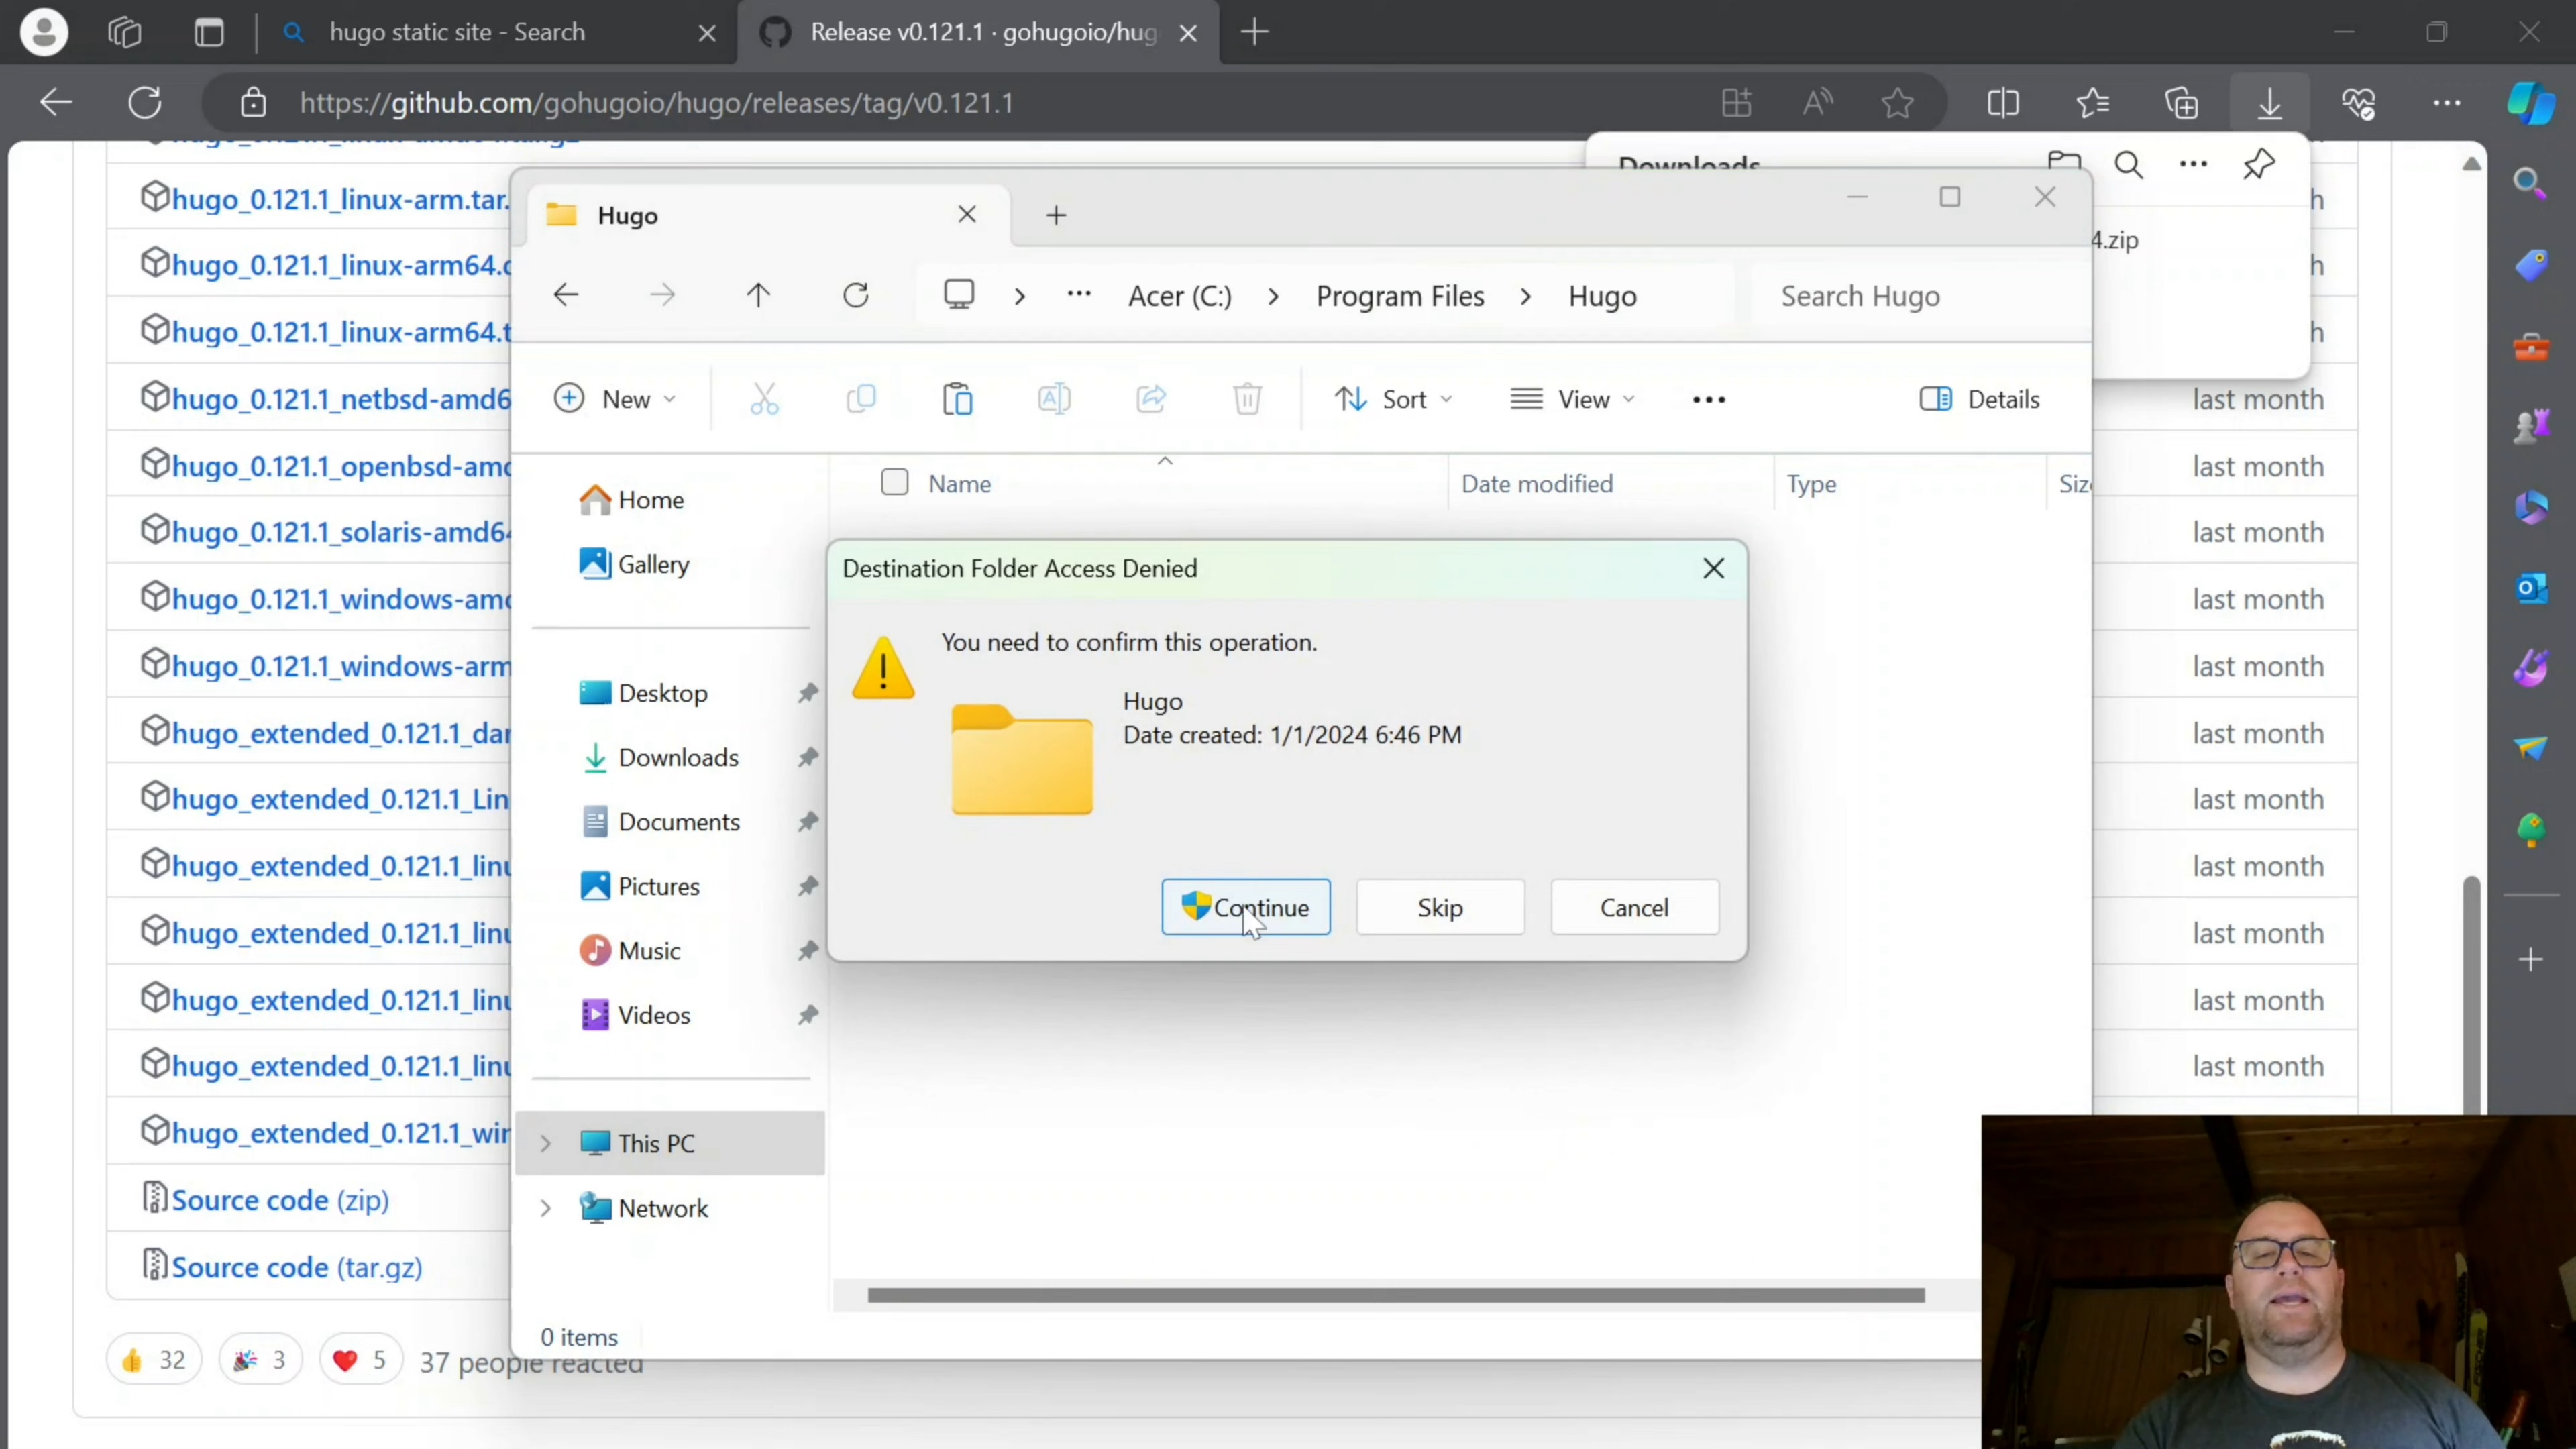 hugo static site - Search
Release v0.121.1 · gohugoio/hug
https://github.com/gohugoio/hugo/releases/tag/v0.121.1
Downloads
4.zip
hugo_0.121.1_linux-arm.tar.
hugo_0.121.1_linux-arm64.
hugo_0.121.1_linux-arm64.t
hugo_0.121.1_netbsd-amd6
hugo_0.121.1_openbsd-amd
hugo_0.121.1_solaris-amd64
hugo_0.121.1_windows-amd
hugo_0.121.1_windows-arm
hugo_extended_0.121.1_dar
hugo_extended_0.121.1_Lin
hugo_extended_0.121.1_linu
hugo_extended_0.121.1_linu
hugo_extended_0.121.1_linu
hugo_extended_0.121.1_linu
hugo_extended_0.121.1_win
Source code (zip)
Source code (tar.gz)
32
3
5
37 people reacted
Hugo
Acer (C:)
Program Files
Hugo
Search Hugo
New
Sort
View
Details
Name
Date modified
Type
Siz
Home
Gallery
Desktop
Downloads
Documents
Pictures
Music
Videos
This PC
Network
0 items
Destination Folder Access Denied
You need to confirm this operation.
Hugo
Date created: 1/1/2024 6:46 PM
Continue
Skip
Cancel
h
h
h
last month
last month
last month
last month
last month
last month
last month
last month
last month
last month
last month